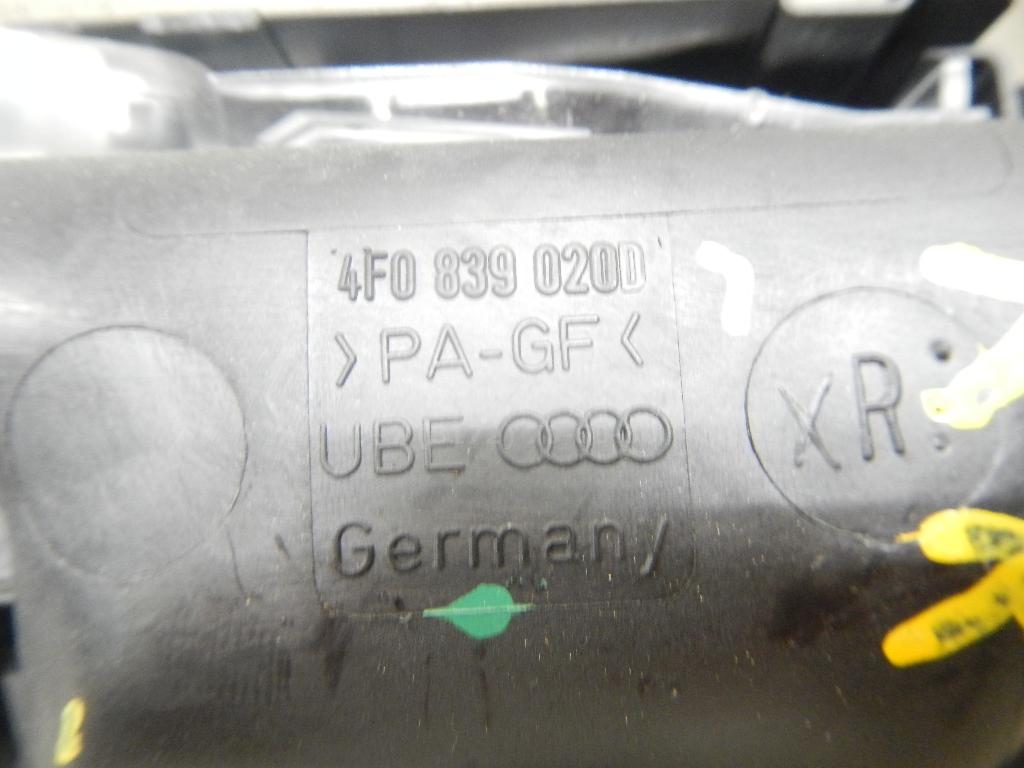 4F0 839 020D
>PA-GF<
UBE
Germany
XR